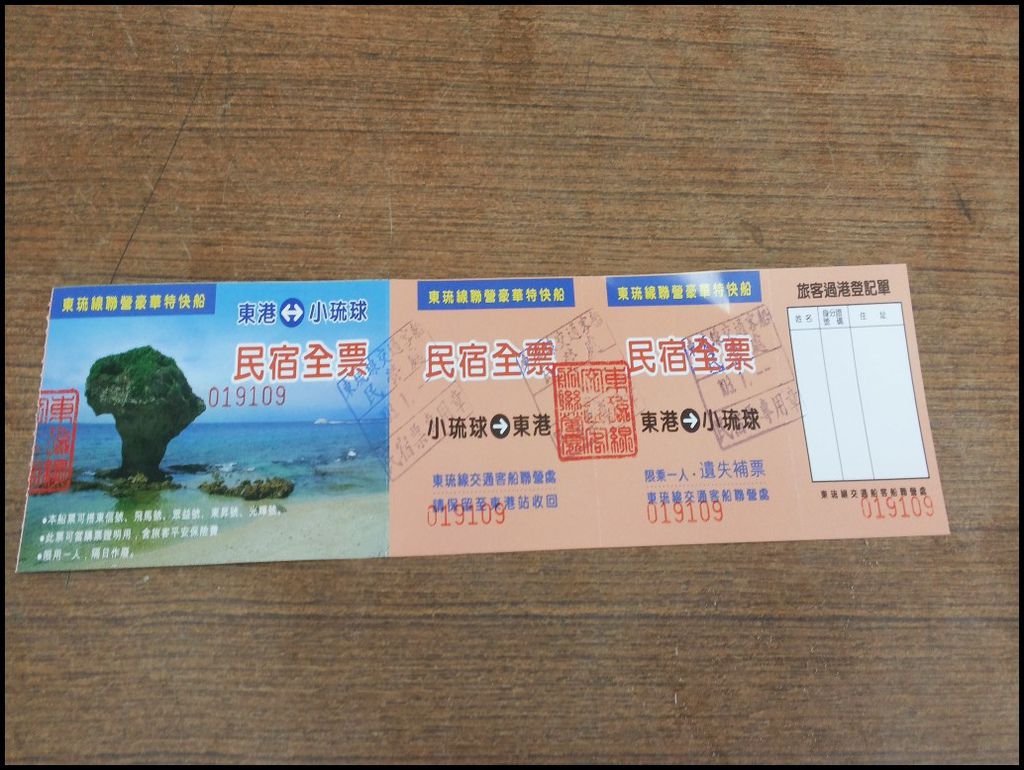 東琉線聯營豪華特快船
東港↔小琉球
民宿全票
019109
●本船票可搭東信號、飛馬號、眾益號、東昇號、光輝號。
●此票可當購票證明用，含旅客平安保險費
●限用一人，隔日作廢。
東琉線聯營豪華特快船
民宿全票
小琉球➔東港
東琉線交通客船聯營處
請保留至東港站收回
019109
東琉線聯營豪華特快船
民宿全票
東港➔小琉球
限乘一人‧遺失補票
東琉線交通客船聯營處
019109
旅客過港登記單
姓名 身分證號碼 住址
東琉線交通船客船聯營處
019109